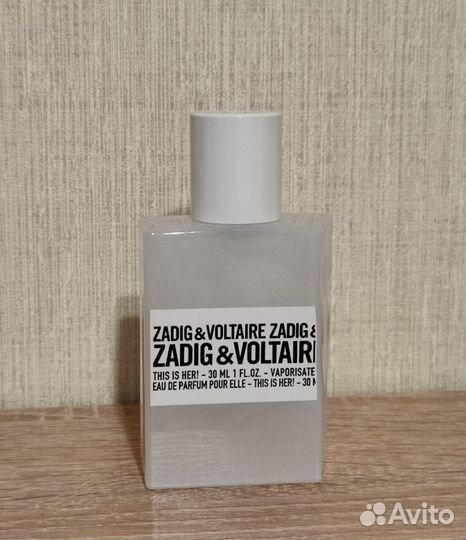 ZADIG&VOLTAIRE ZADIG &
ZADIG &VOLTAIRE
THIS IS HER! – 30 ML 1 FL.OZ. – VAPORISATE
EAU DE PARFUM POUR ELLE – THIS IS HER! – 30 M
Avito